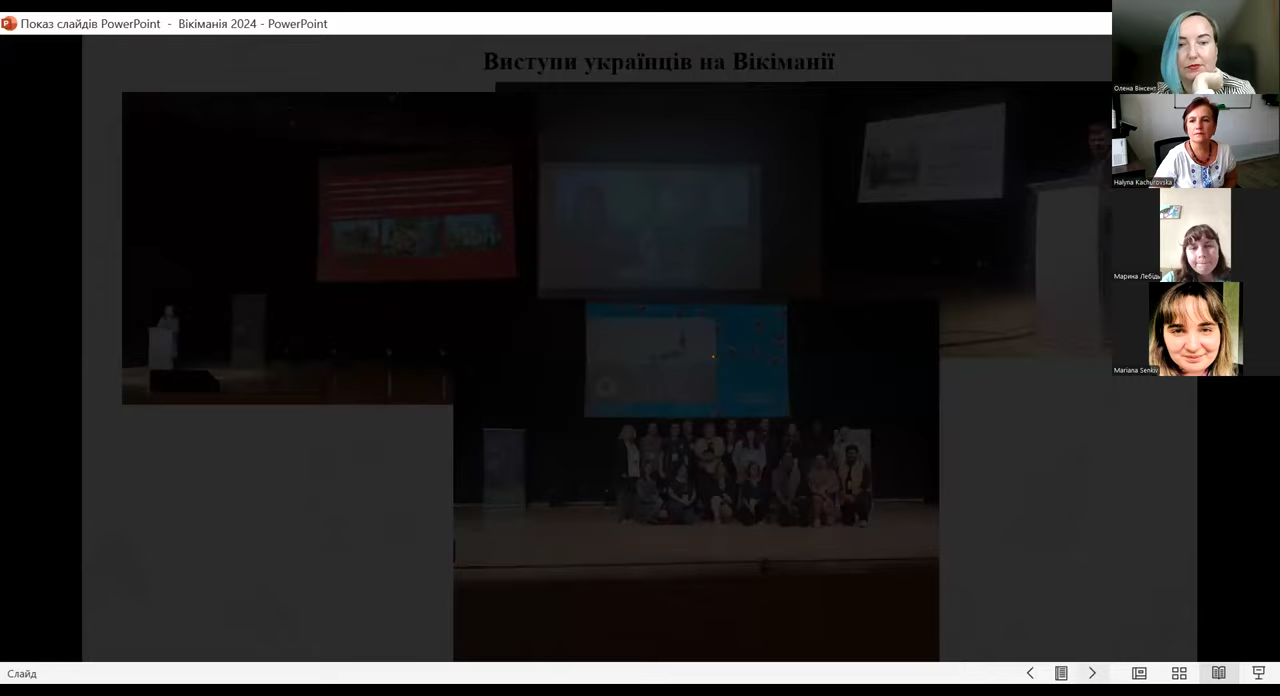 Показ слайдів PowerPoint - Вікіманія 2024 - PowerPoint
Виступи українців на Вікіманії
Олена Вінсент
Halyna Kachurovska
Марина Лебідь
Mariana Senkiv
Слайд